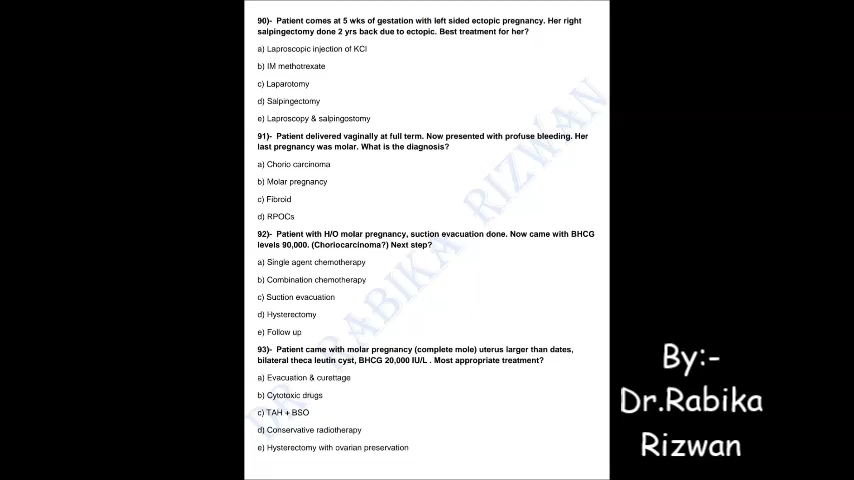 90)- Patient comes at 5 wks of gestation with left sided ectopic pregnancy. Her right
salpingectomy done 2 yrs back due to ectopic. Best treatment for her?
a) Laproscopic injection of KCl
b) IM methotrexate
c) Laparotomy
d) Salpingectomy
e) Laproscopy & salpingostomy
91)- Patient delivered vaginally at full term. Now presented with profuse bleeding. Her
last pregnancy was molar. What is the diagnosis?
a) Chorio carcinoma
b) Molar pregnancy
c) Fibroid
d) RPOCs
92)- Patient with H/O molar pregnancy, suction evacuation done. Now came with BHCG
levels 90,000. (Choriocarcinoma?) Next step?
a) Single agent chemotherapy
b) Combination chemotherapy
c) Suction evacuation
d) Hysterectomy
e) Follow up
93)- Patient came with molar pregnancy (complete mole) uterus larger than dates,
bilateral theca leutin cyst, BHCG 20,000 IU/L . Most appropriate treatment?
a) Evacuation & curettage
b) Cytotoxic drugs
c) TAH + BSO
d) Conservative radiotherapy
e) Hysterectomy with ovarian preservation
DR. RABIKA RIZWAN
By:-
Dr.Rabika
Rizwan